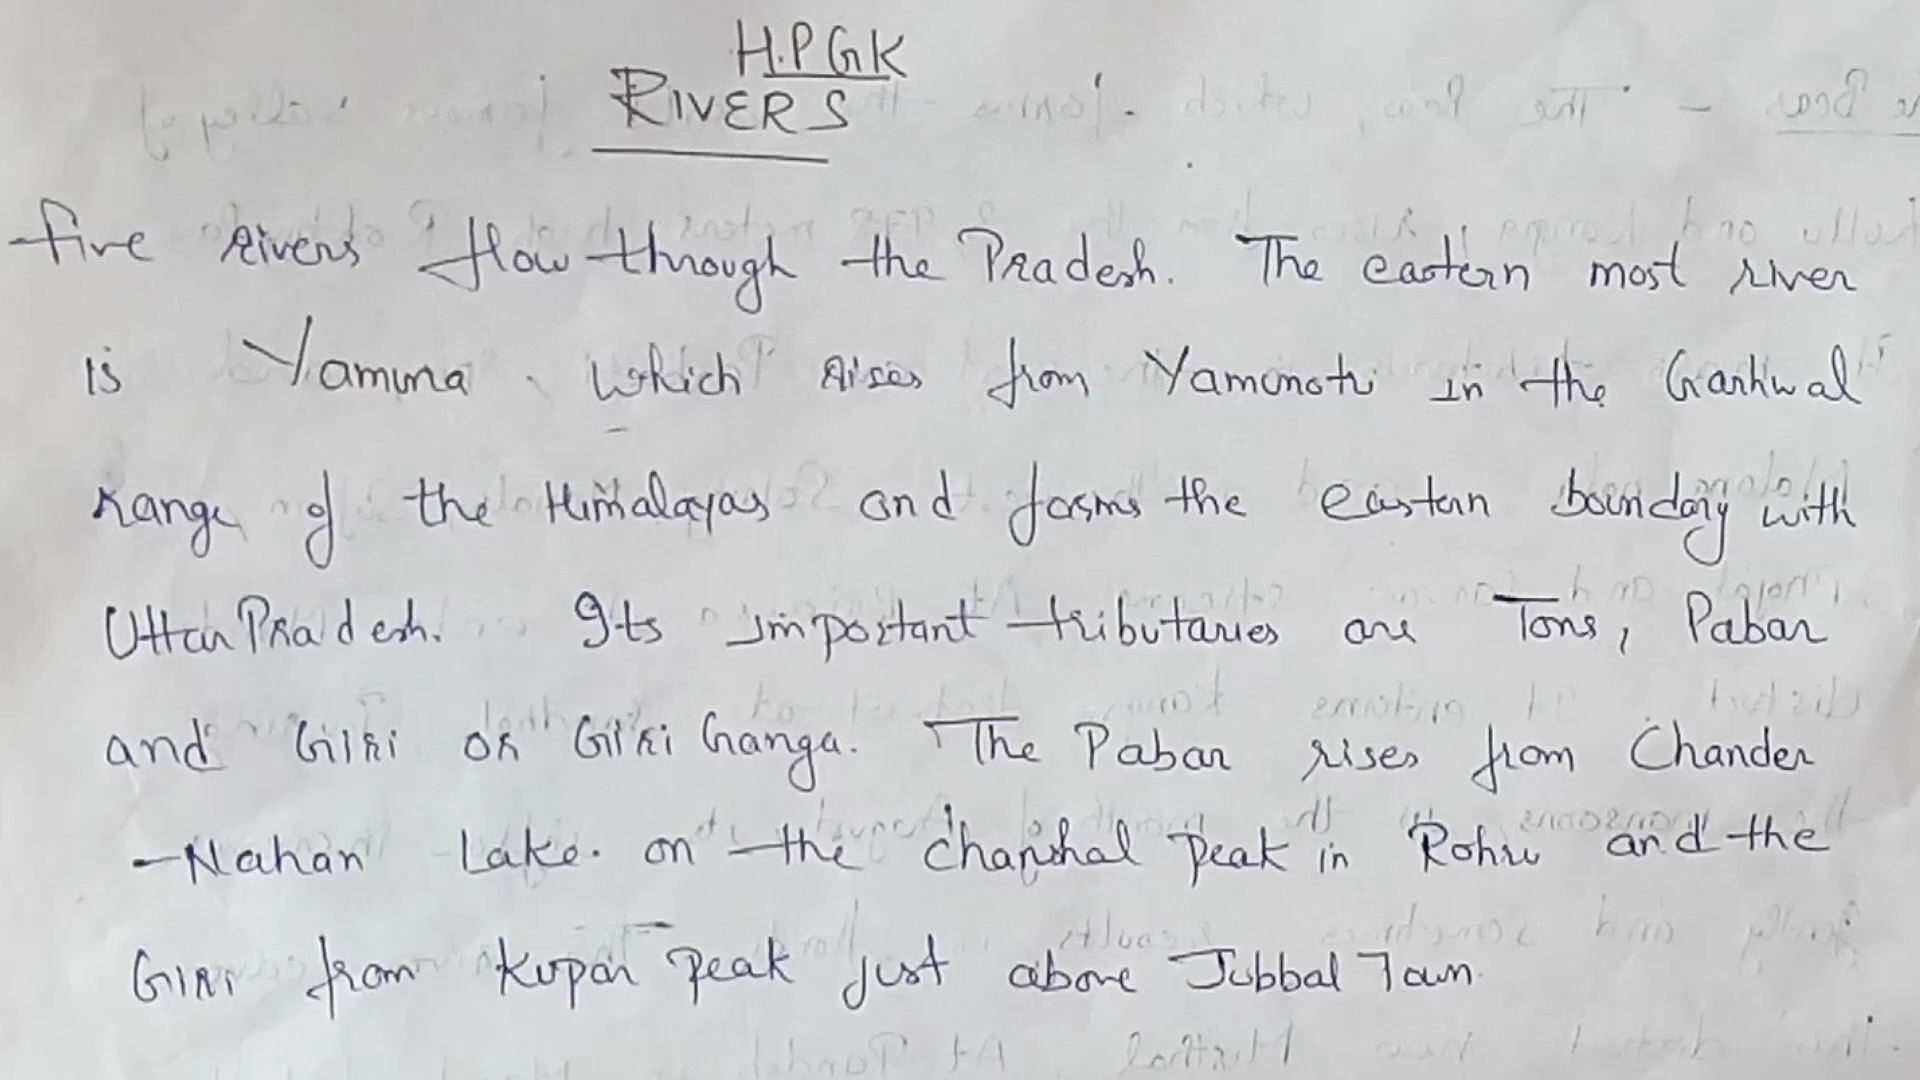 H.P GK
RIVERS
five rivers flow through the Pradesh. The eastern most river
is Yamuna which rises from Yamunotri in the Garhwal
range of the Himalayas and forms the eastern boundary with
Uttar Pradesh. Its important tributaries are Tons, Pabar
and Giri or Giri Ganga. The Pabar rises from Chander
-Nahan Lake. on the Chanshal Peak in Rohru and the
Giri from Kupar Peak just above Jubbal Town.